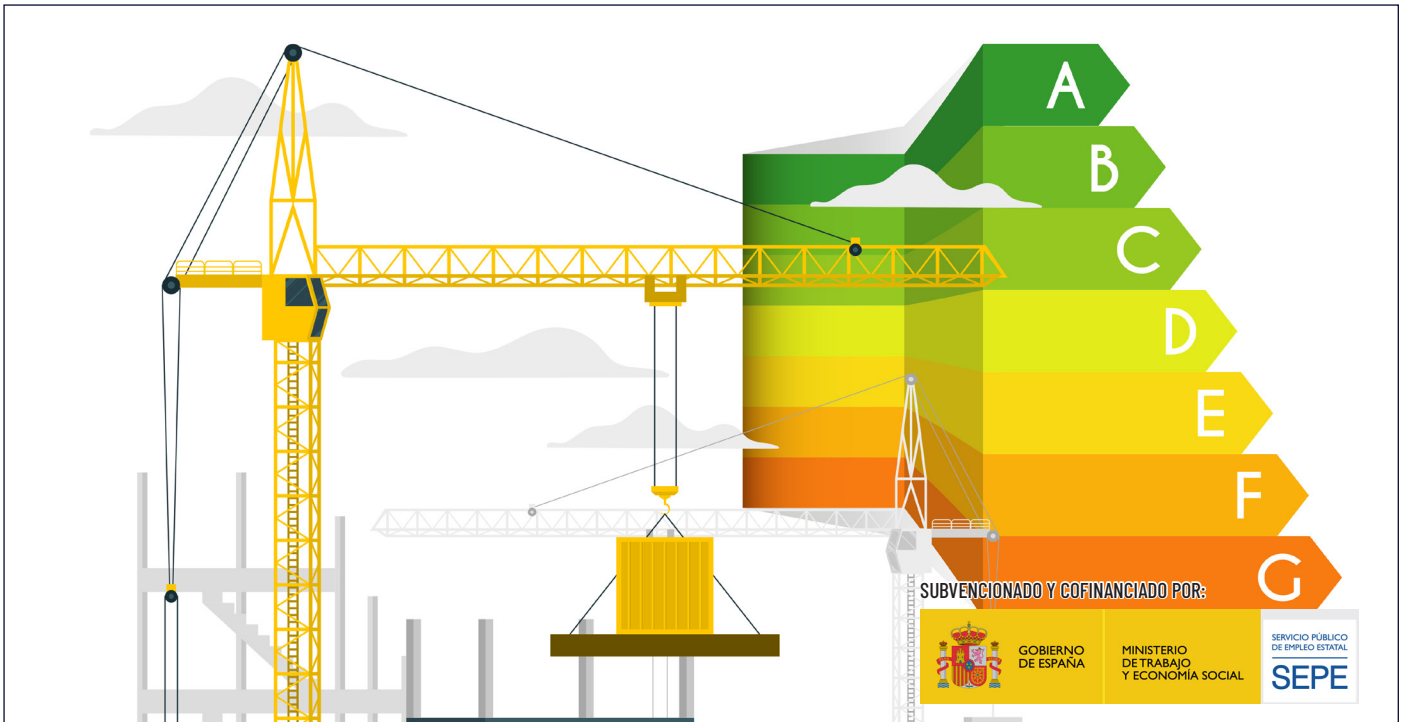 A
B
C
D
E
F
G
SUBVENCIONADO Y COFINANCIADO POR:
GOBIERNO
DE ESPAÑA
MINISTERIO
DE TRABAJO
Y ECONOMÍA SOCIAL
SERVICIO PÚBLICO
DE EMPLEO ESTATAL
SEPE